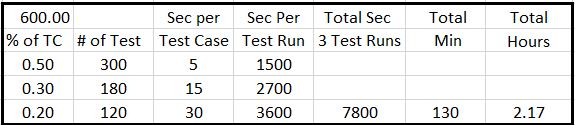 600.00 Sec per Sec Per Total Sec Total Total
% of TC # of Test Test Case Test Run 3 Test Runs Min Hours
0.50 300 5 1500
0.30 180 15 2700
0.20 120 30 3600 7800 130 2.17